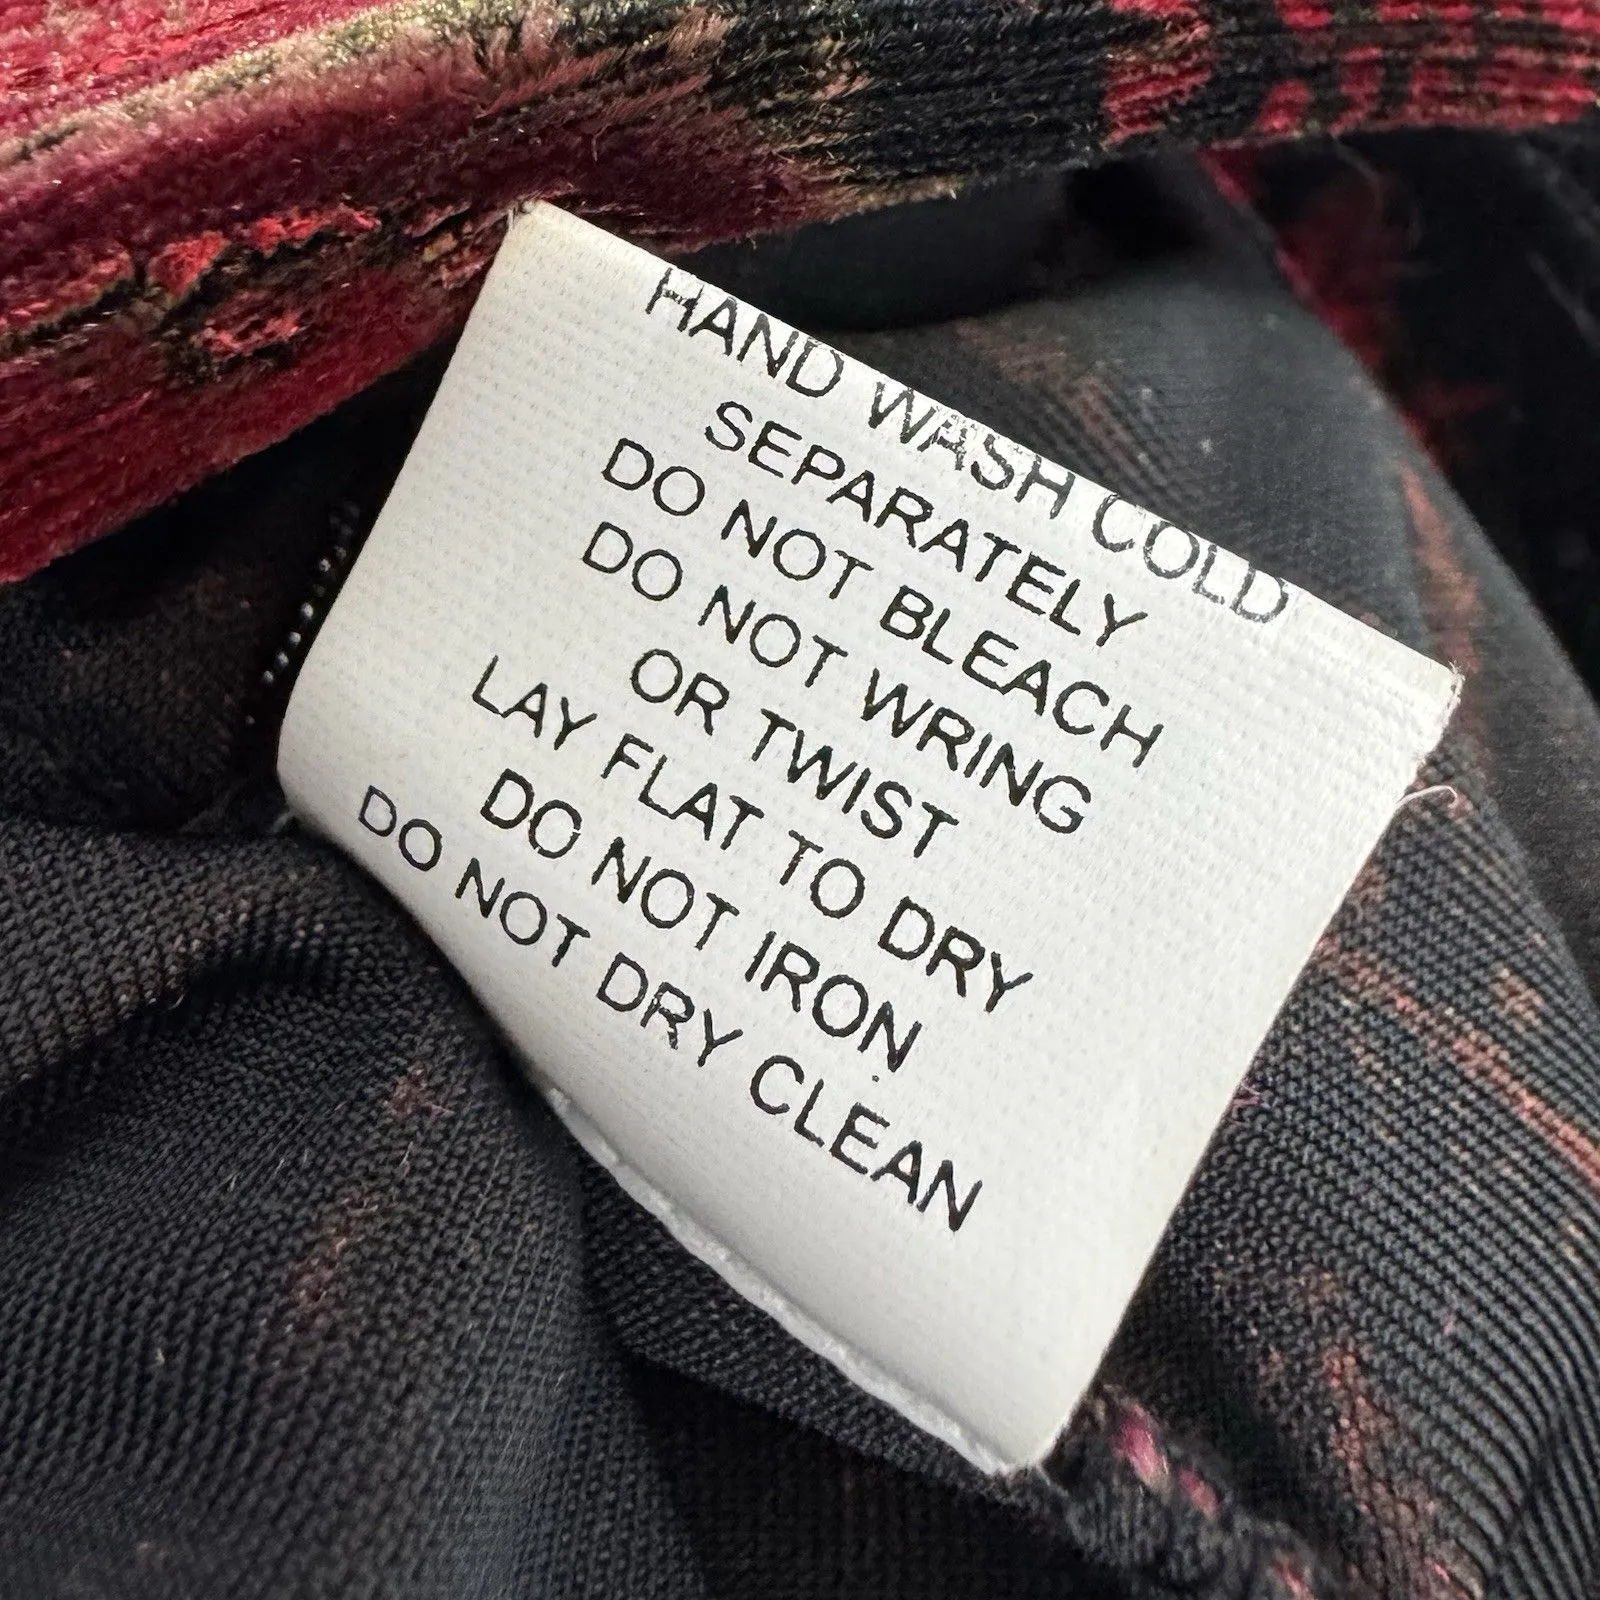 HAND WASH COLD
SEPARATELY
DO NOT BLEACH
DO NOT WRING
OR TWIST
LAY FLAT TO DRY
DO NOT IRON
DO NOT DRY CLEAN